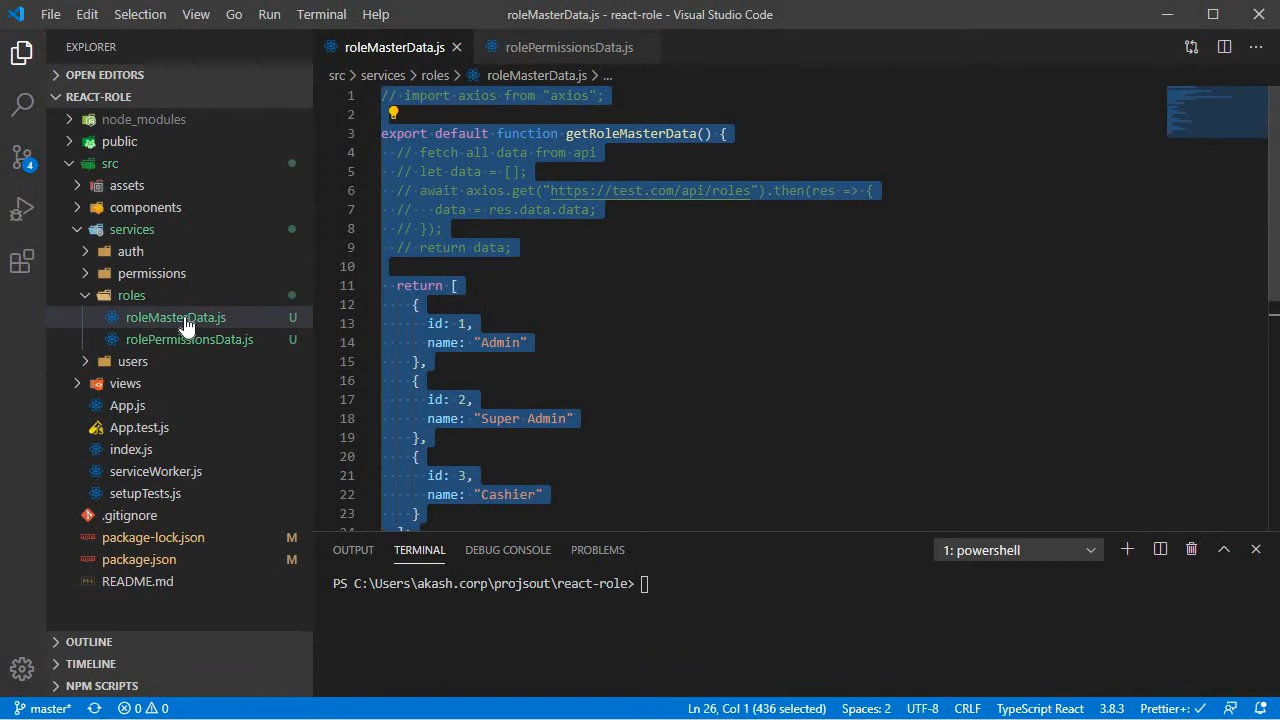 File Edit Selection View Go Run Terminal Help
roleMasterData.js - react-role - Visual Studio Code
EXPLORER
OPEN EDITORS
REACT-ROLE
node_modules
public
src
assets
components
services
auth
permissions
roles
roleMasterData.js U
rolePermissionsData.js U
users
views
App.js
App.test.js
index.js
serviceWorker.js
setupTests.js
.gitignore
package-lock.json M
package.json M
README.md
OUTLINE
TIMELINE
NPM SCRIPTS
4
roleMasterData.js rolePermissionsData.js
src > services > roles > roleMasterData.js > ...
1 // import axios from "axios";
2
3 export default function getRoleMasterData() {
4 // fetch all data from api
5 // let data = [];
6 // await axios.get("https://test.com/api/roles").then(res => {
7 //   data = res.data.data;
8 // });
9 // return data;
10
11 return [
12 {
13 id: 1,
14 name: "Admin"
15 },
16 {
17 id: 2,
18 name: "Super Admin"
19 },
20 {
21 id: 3,
22 name: "Cashier"
23 }
24 ];
OUTPUT TERMINAL DEBUG CONSOLE PROBLEMS
1: powershell
PS C:\Users\akash.corp\projsout\react-role>
master* 0 0
Ln 26, Col 1 (436 selected) Spaces: 2 UTF-8 CRLF TypeScript React 3.8.3 Prettier+: ✓